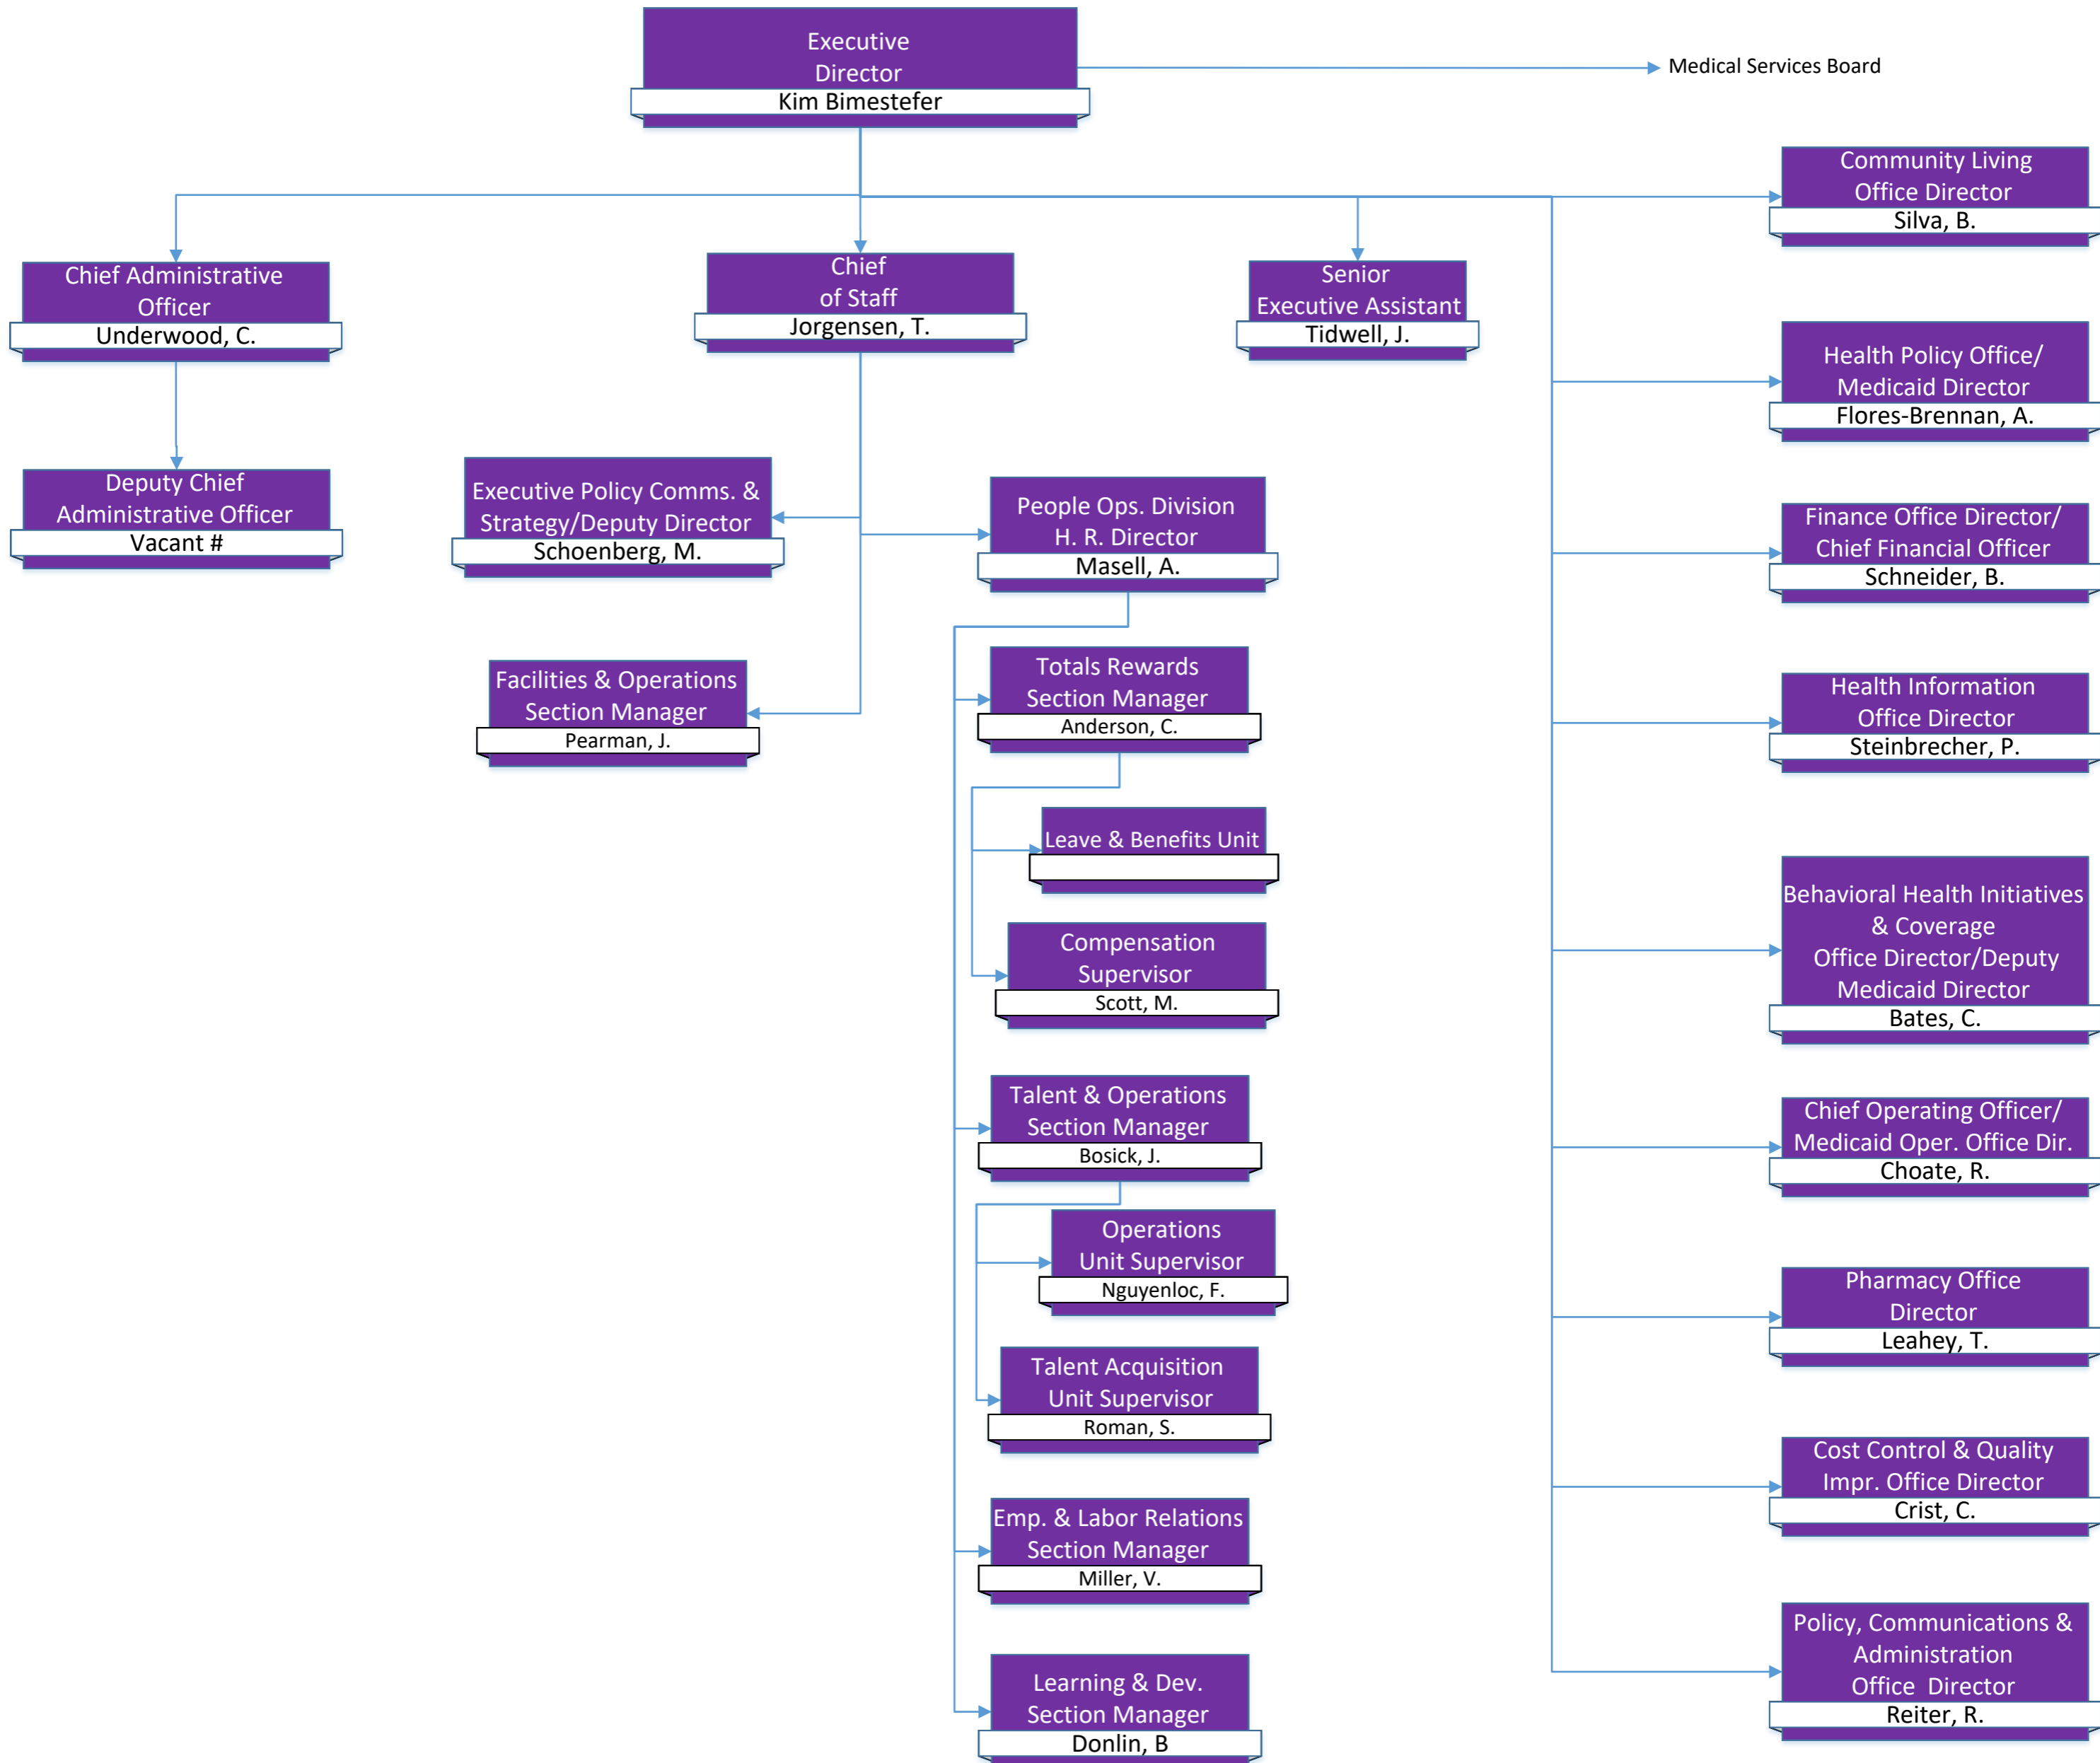 Executive
Director
Kim Bimestefer
Medical Services Board
Chief Administrative
Officer
Underwood, C.
Deputy Chief
Administrative Officer
Vacant #
Chief
of Staff
Jorgensen, T.
Senior
Executive Assistant
Tidwell, J.
Executive Policy Comms. &
Strategy/Deputy Director
Schoenberg, M.
Facilities & Operations
Section Manager
Pearman, J.
People Ops. Division
H. R. Director
Masell, A.
Totals Rewards
Section Manager
Anderson, C.
Leave & Benefits Unit
Compensation
Supervisor
Scott, M.
Talent & Operations
Section Manager
Bosick, J.
Operations
Unit Supervisor
Nguyenloc, F.
Talent Acquisition
Unit Supervisor
Roman, S.
Emp. & Labor Relations
Section Manager
Miller, V.
Learning & Dev.
Section Manager
Donlin, B
Community Living
Office Director
Silva, B.
Health Policy Office/
Medicaid Director
Flores-Brennan, A.
Finance Office Director/
Chief Financial Officer
Schneider, B.
Health Information
Office Director
Steinbrecher, P.
Behavioral Health Initiatives
& Coverage
Office Director/Deputy
Medicaid Director
Bates, C.
Chief Operating Officer/
Medicaid Oper. Office Dir.
Choate, R.
Pharmacy Office
Director
Leahey, T.
Cost Control & Quality
Impr. Office Director
Crist, C.
Policy, Communications &
Administration
Office Director
Reiter, R.